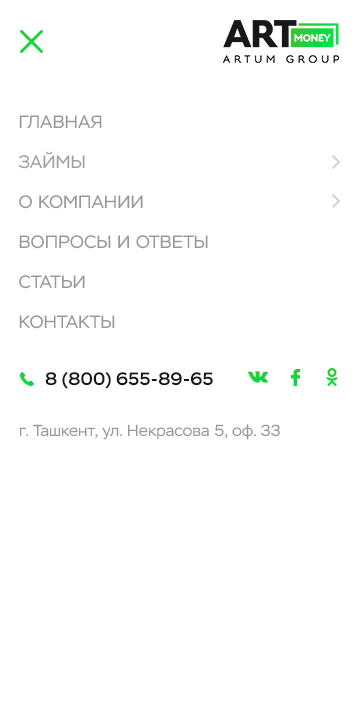 ART
MONEY
ARTUM GROUP
ГЛАВНАЯ
ЗАЙМЫ
О КОМПАНИИ
ВОПРОСЫ И ОТВЕТЫ
СТАТЬИ
КОНТАКТЫ
8 (800) 655-89-65
г. Ташкент, ул. Некрасова 5, оф. 33